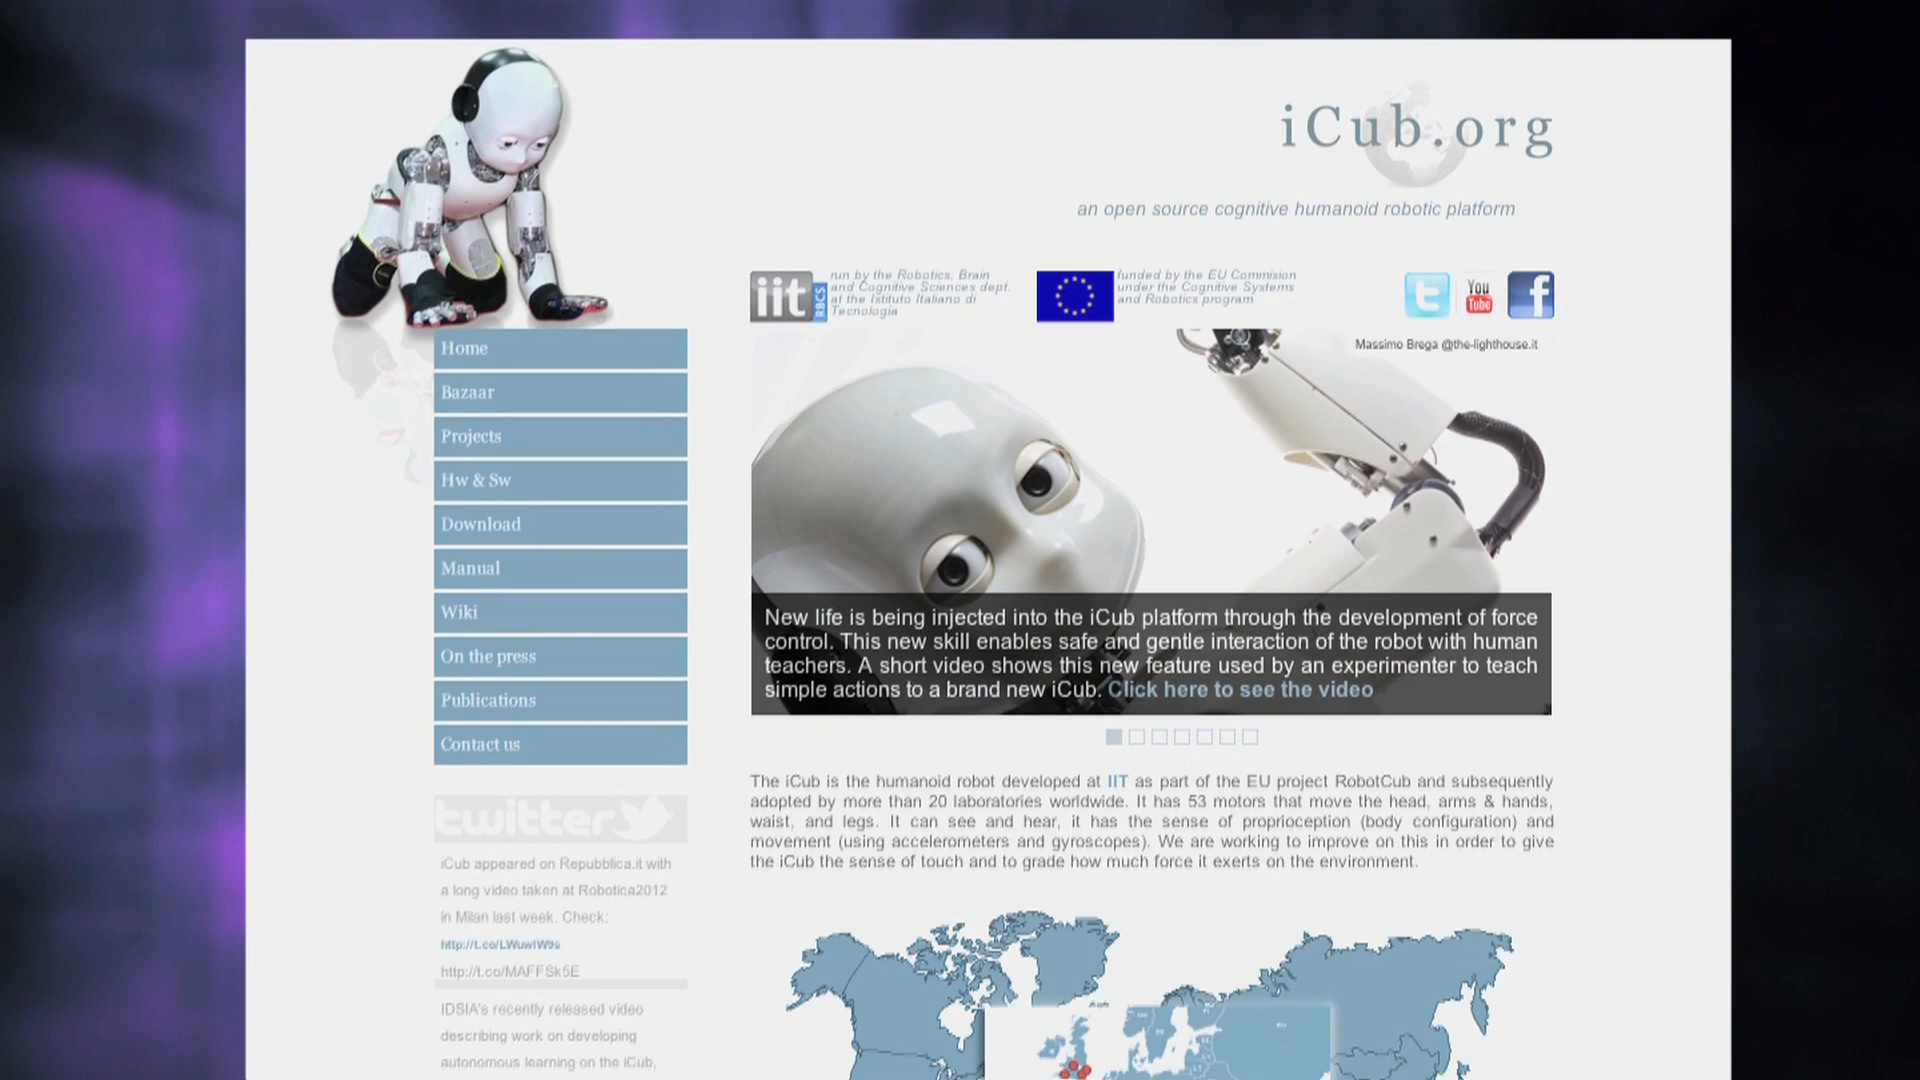 iCub.org
an open source cognitive humanoid robotic platform
iit
RBCS
run by the Robotics, Brain
and Cognitive Sciences dept.
at the Istituto Italiano di
Tecnologia
funded by the EU Commision
under the Cognitive Systems
and Robotics program
t
You
Tube
f
Home
Bazaar
Projects
Hw & Sw
Download
Manual
Wiki
On the press
Publications
Contact us
Massimo Brega @the-lighthouse.it
New life is being injected into the iCub platform through the development of force
control. This new skill enables safe and gentle interaction of the robot with human
teachers. A short video shows this new feature used by an experimenter to teach
simple actions to a brand new iCub. Click here to see the video
The iCub is the humanoid robot developed at IIT as part of the EU project RobotCub and subsequently
adopted by more than 20 laboratories worldwide. It has 53 motors that move the head, arms & hands,
waist, and legs. It can see and hear, it has the sense of proprioception (body configuration) and
movement (using accelerometers and gyroscopes). We are working to improve on this in order to give
the iCub the sense of touch and to grade how much force it exerts on the environment.
twitter
iCub appeared on Repubblica.it with
a long video taken at Robotica2012
in Milan last week. Check:
http://t.co/MAFFSk5E
IDSIA's recently released video
describing work on developing
autonomous learning on the iCub,